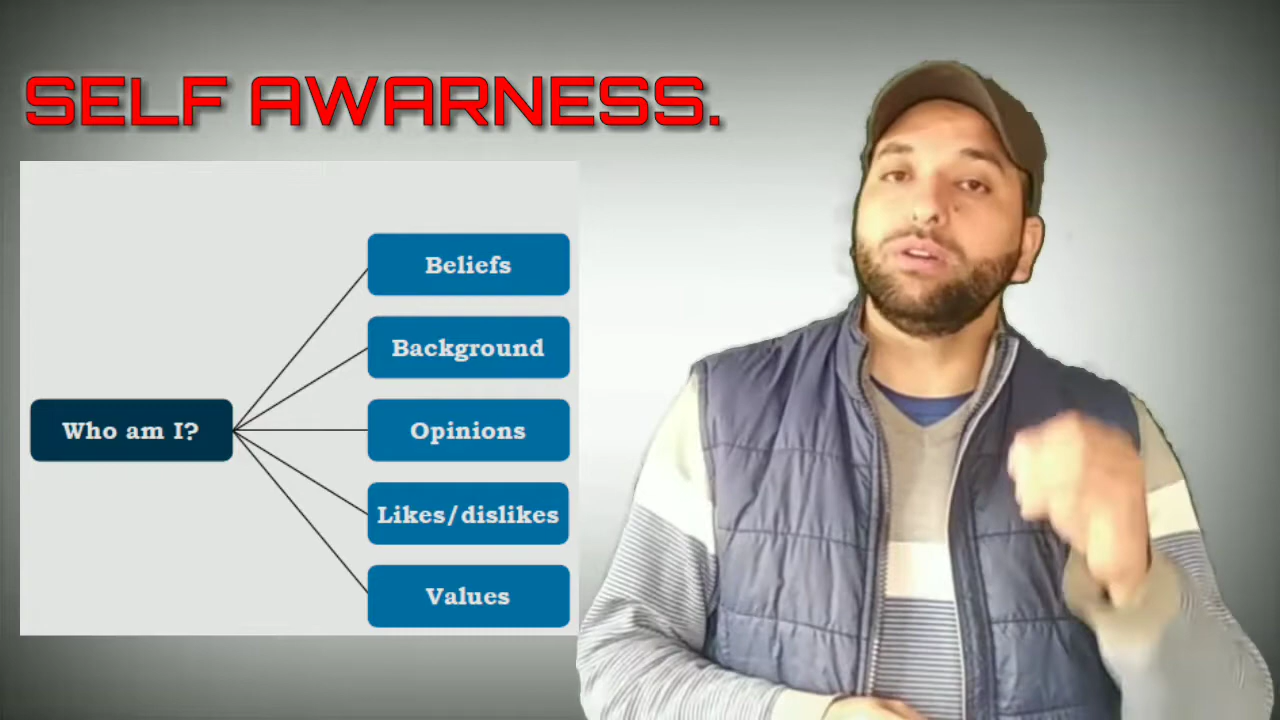 SELF AWARNESS.
Beliefs
Background
Who am I?
Opinions
Likes/dislikes
Values